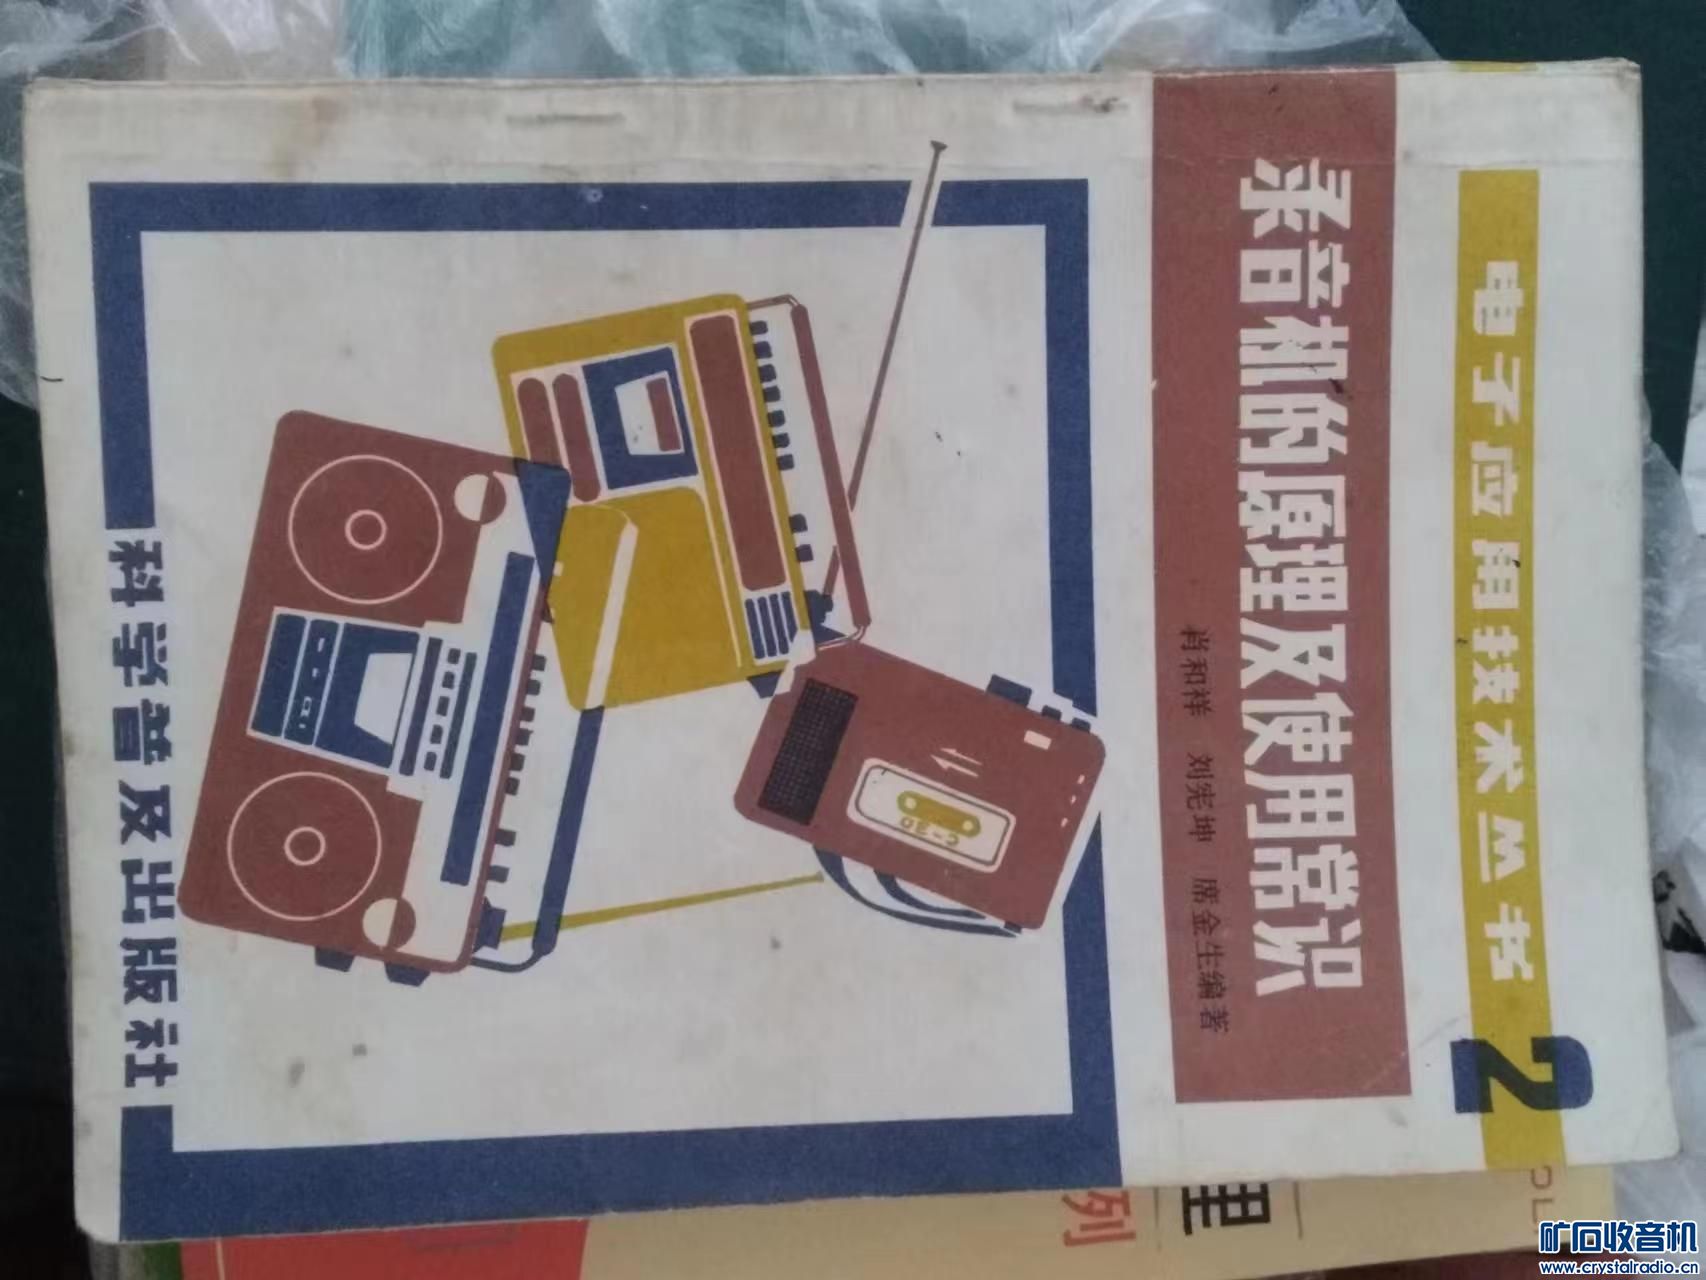 电子应用技术丛书
2
录音机的原理及使用常识
肖和祥 刘宪坤 席金生编著
科学普及出版社
例
矿石收音机
www.crystalradio.cn